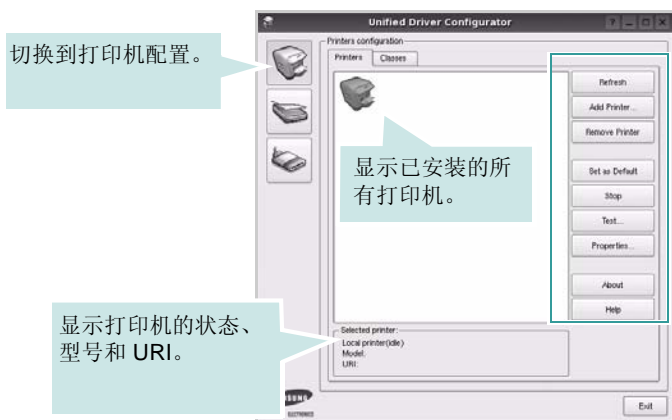 Unified Driver Configurator
切换到打印机配置。
Printers configuration
Printers Classes
Refresh
Add Printer...
Remove Printer
显示已安装的所
有打印机。
Set as Default
Stop
Test...
Properties...
About
Help
显示打印机的状态、
型号和 URI。
Selected printer:
Local printer(idle)
Model:
URI:
ELECTRONICS
Exit